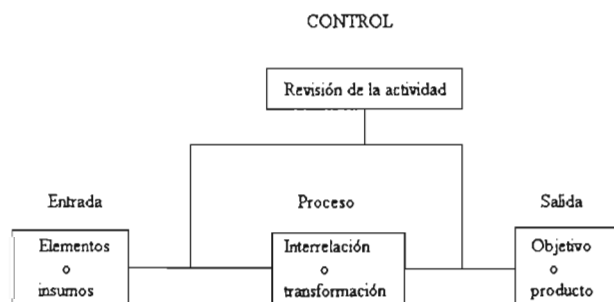 CONTROL
Revisión de la actividad
Entrada
Proceso
Salida
Elementos
o
insumos
Interrelación
o
transformación
Objetivo
o
producto